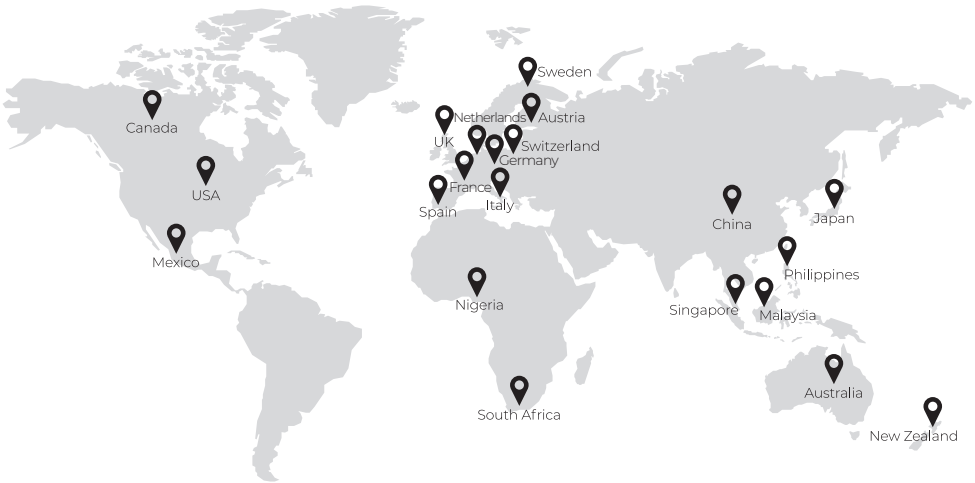 Sweden
Canada
Netherlands
Austria
UK
Switzerland
Germany
USA
France
Italy
Spain
China
Japan
Mexico
Philippines
Nigeria
Singapore
Malaysia
Australia
South Africa
New Zealand